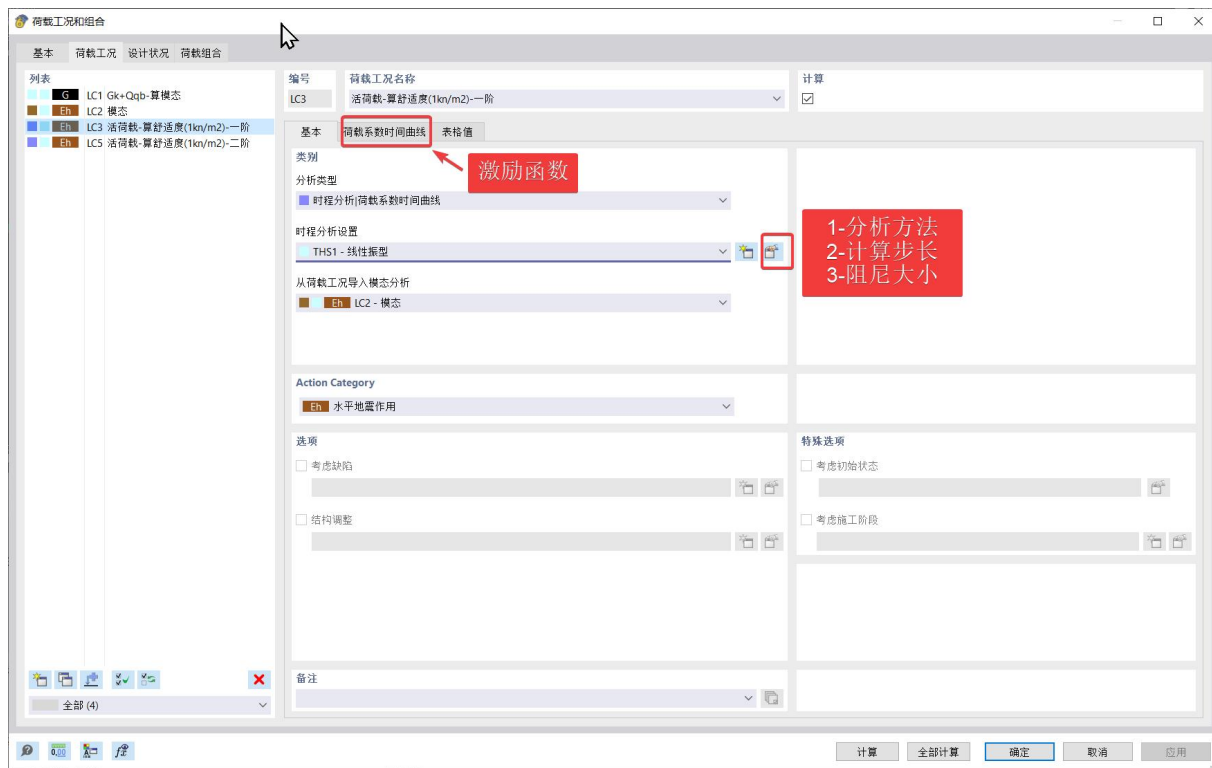 荷载工况和组合
基本 荷载工况 设计状况 荷载组合
列表
G LC1 Gk+Qqb-算模态
Eh LC2 模态
Eh LC3 活荷载-算舒适度(1kn/m2)-一阶
Eh LC5 活荷载-算舒适度(1kn/m2)-二阶
全部 (4)
编号
LC3
荷载工况名称
活荷载-算舒适度(1kn/m2)-一阶
计算
基本 荷载系数时间曲线 表格值
激励函数
类别
分析类型
时程分析|荷载系数时间曲线
时程分析设置
THS1 - 线性振型
1-分析方法
2-计算步长
3-阻尼大小
从荷载工况导入模态分析
Eh LC2 - 模态
Action Category
Eh 水平地震作用
选项
考虑缺陷
结构调整
特殊选项
考虑初始状态
考虑施工阶段
备注
计算 全部计算 确定 取消 应用